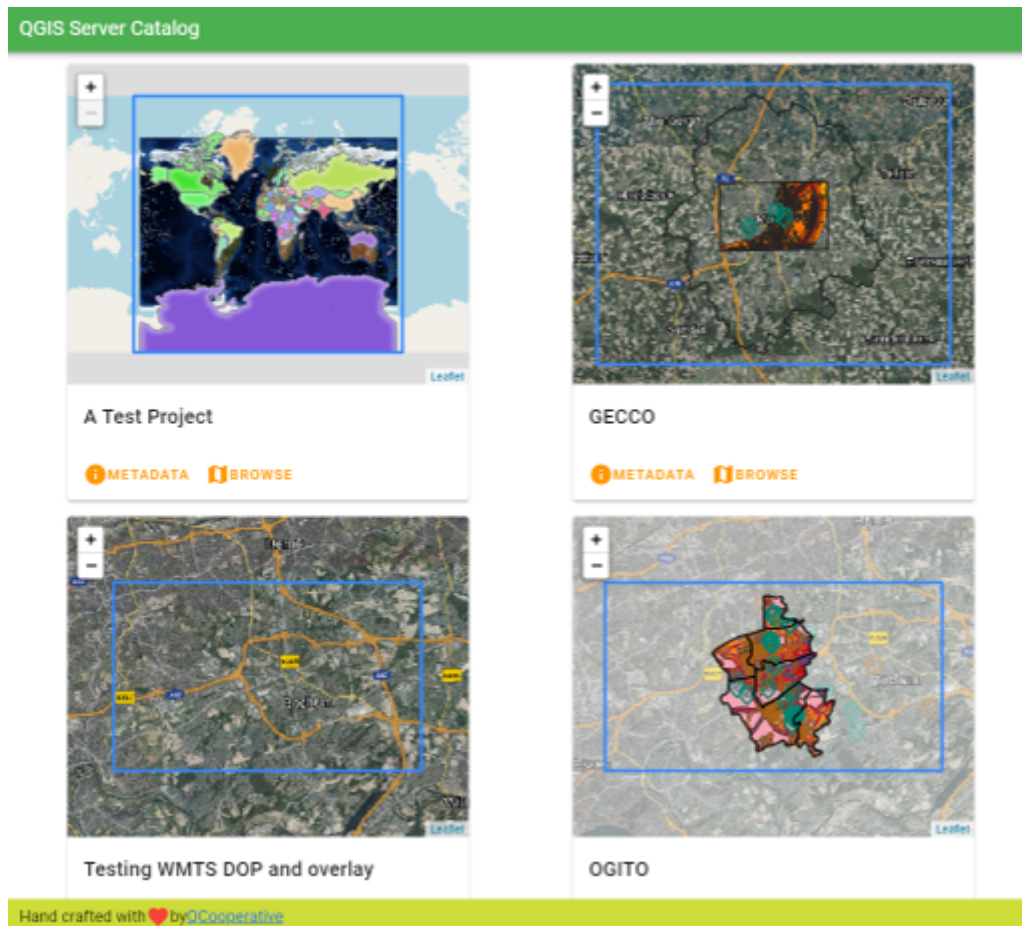 QGIS Server Catalog
+
−
Leaflet
A Test Project
METADATA BROWSE
+
−
Leaflet
GECCO
METADATA BROWSE
+
−
Leaflet
Testing WMTS DOP and overlay
+
−
Leaflet
OGITO
Hand crafted with ❤ by QCooperative